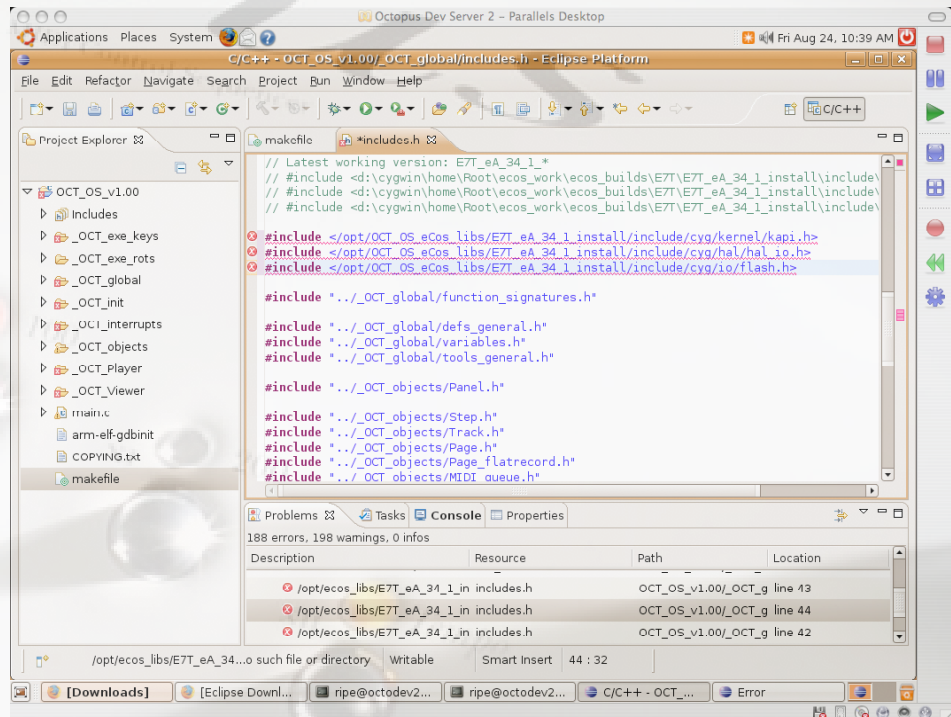 Octopus Dev Server 2 – Parallels Desktop
Applications Places System Fri Aug 24, 10:39 AM
C/C++ - OCT_OS_v1.00/_OCT_global/includes.h - Eclipse Platform
File Edit Refactor Navigate Search Project Run Window Help
C/C++
Project Explorer makefile *includes.h
// Latest working version: E7T_eA_34_1_*
// #include <d:\cygwin\home\Root\ecos_work\ecos_builds\E7T\E7T_eA_34_1_install\include\
// #include <d:\cygwin\home\Root\ecos_work\ecos_builds\E7T\E7T_eA_34_1_install\include\
// #include <d:\cygwin\home\Root\ecos_work\ecos_builds\E7T\E7T_eA_34_1_install\include\
#include </opt/OCT_OS_eCos_libs/E7T_eA_34_1_install/include/cyg/kernel/kapi.h>
#include </opt/OCT_OS_eCos_libs/E7T_eA_34_1_install/include/cyg/hal/hal_io.h>
#include </opt/OCT_OS_eCos_libs/E7T_eA_34_1_install/include/cyg/io/flash.h>
#include "../_OCT_global/function_signatures.h"
#include "../_OCT_global/defs_general.h"
#include "../_OCT_global/variables.h"
#include "../_OCT_global/tools_general.h"
#include "../_OCT_objects/Panel.h"
#include "../_OCT_objects/Step.h"
#include "../_OCT_objects/Track.h"
#include "../_OCT_objects/Page.h"
#include "../_OCT_objects/Page_flatrecord.h"
#include "../_OCT_objects/MIDI_queue.h"
OCT_OS_v1.00
Includes
_OCT_exe_keys
_OCT_exe_rots
_OCT_global
_OCT_init
_OCT_interrupts
_OCT_objects
_OCT_Player
_OCT_Viewer
main.c
arm-elf-gdbinit
COPYING.txt
makefile
Problems Tasks Console Properties
188 errors, 198 warnings, 0 infos
Description Resource Path Location
/opt/ecos_libs/E7T_eA_34_1_in includes.h OCT_OS_v1.00/_OCT_g line 43
/opt/ecos_libs/E7T_eA_34_1_in includes.h OCT_OS_v1.00/_OCT_g line 44
/opt/ecos_libs/E7T_eA_34_1_in includes.h OCT_OS_v1.00/_OCT_g line 42
/opt/ecos_libs/E7T_eA_34...o such file or directory Writable Smart Insert 44 : 32
[Downloads] [Eclipse Downl... ripe@octodev2... ripe@octodev2... C/C++ - OCT_... Error